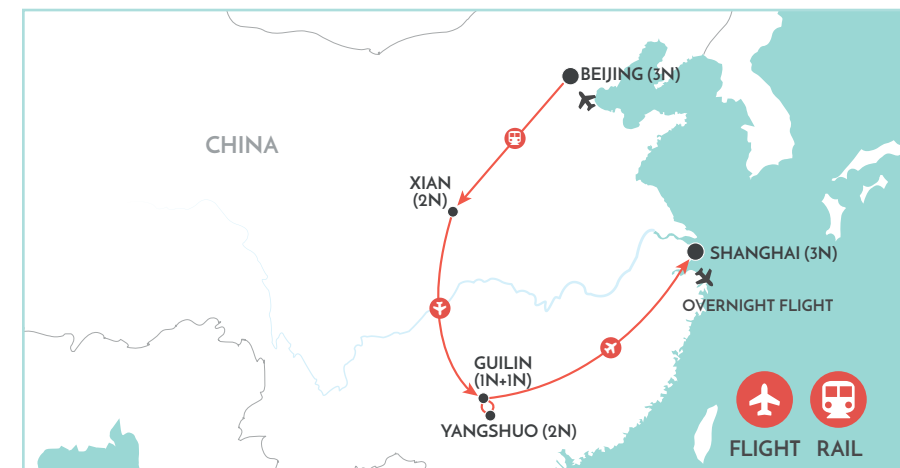 BEIJING (3N)
CHINA
XIAN
(2N)
SHANGHAI (3N)
OVERNIGHT FLIGHT
GUILIN
(1N+1N)
YANGSHUO (2N)
FLIGHT
RAIL